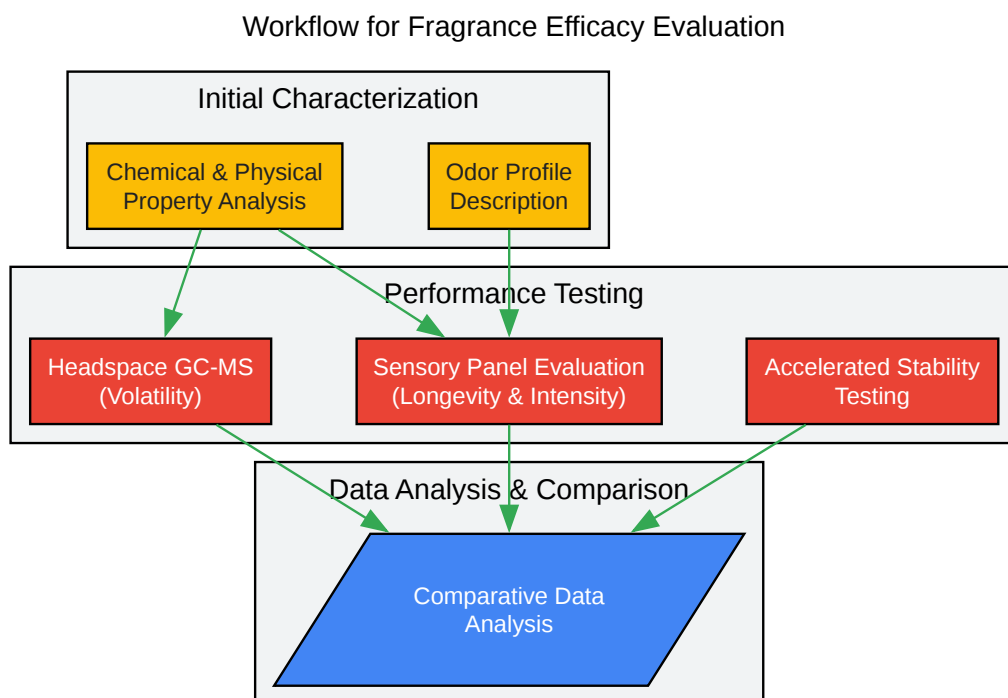 Workflow for Fragrance Efficacy Evaluation
Initial Characterization
Chemical & Physical
Property Analysis
Odor Profile
Description
Performance Testing
Headspace GC-MS
(Volatility)
Sensory Panel Evaluation
(Longevity & Intensity)
Accelerated Stability
Testing
Data Analysis & Comparison
Comparative Data
Analysis